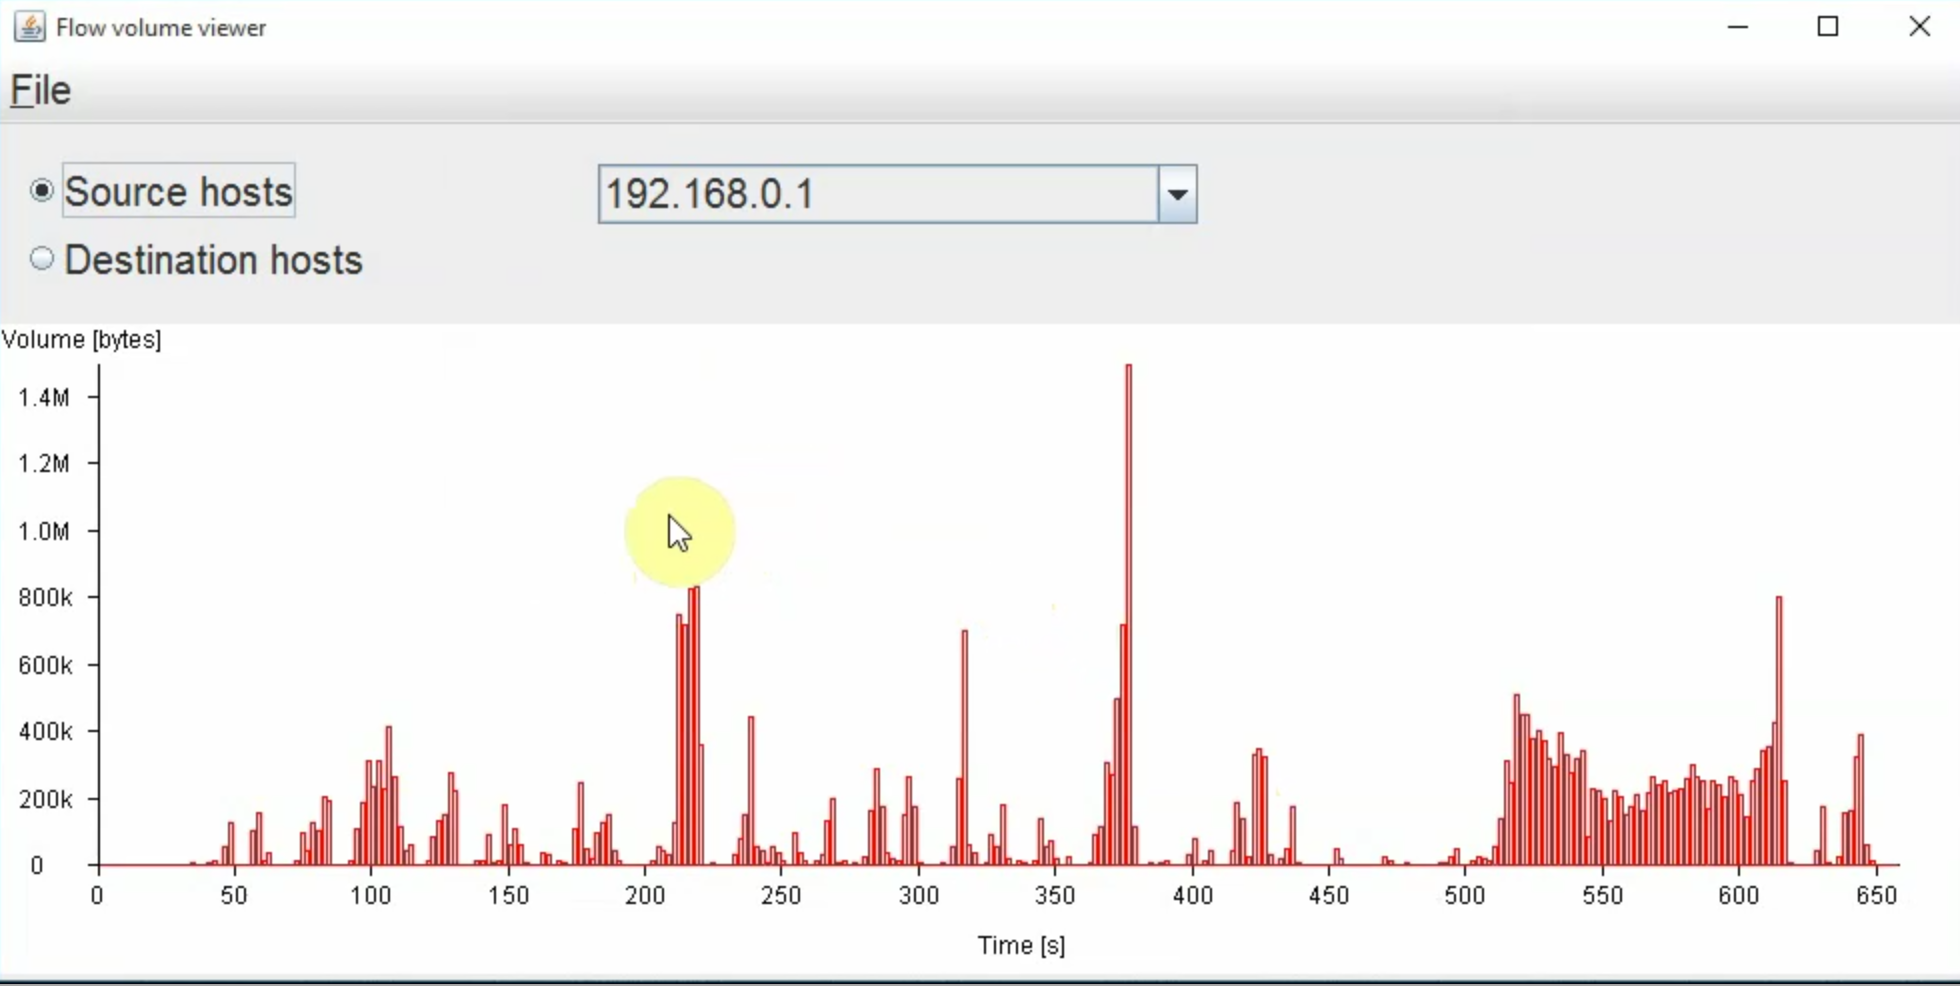 Flow volume viewer
File
Source hosts
192.168.0.1
Destination hosts
Volume [bytes]
1.4M
1.2M
1.0M
800k
600k
400k
200k
0
0 50 100 150 200 250 300 350 400 450 500 550 600 650
Time [s]